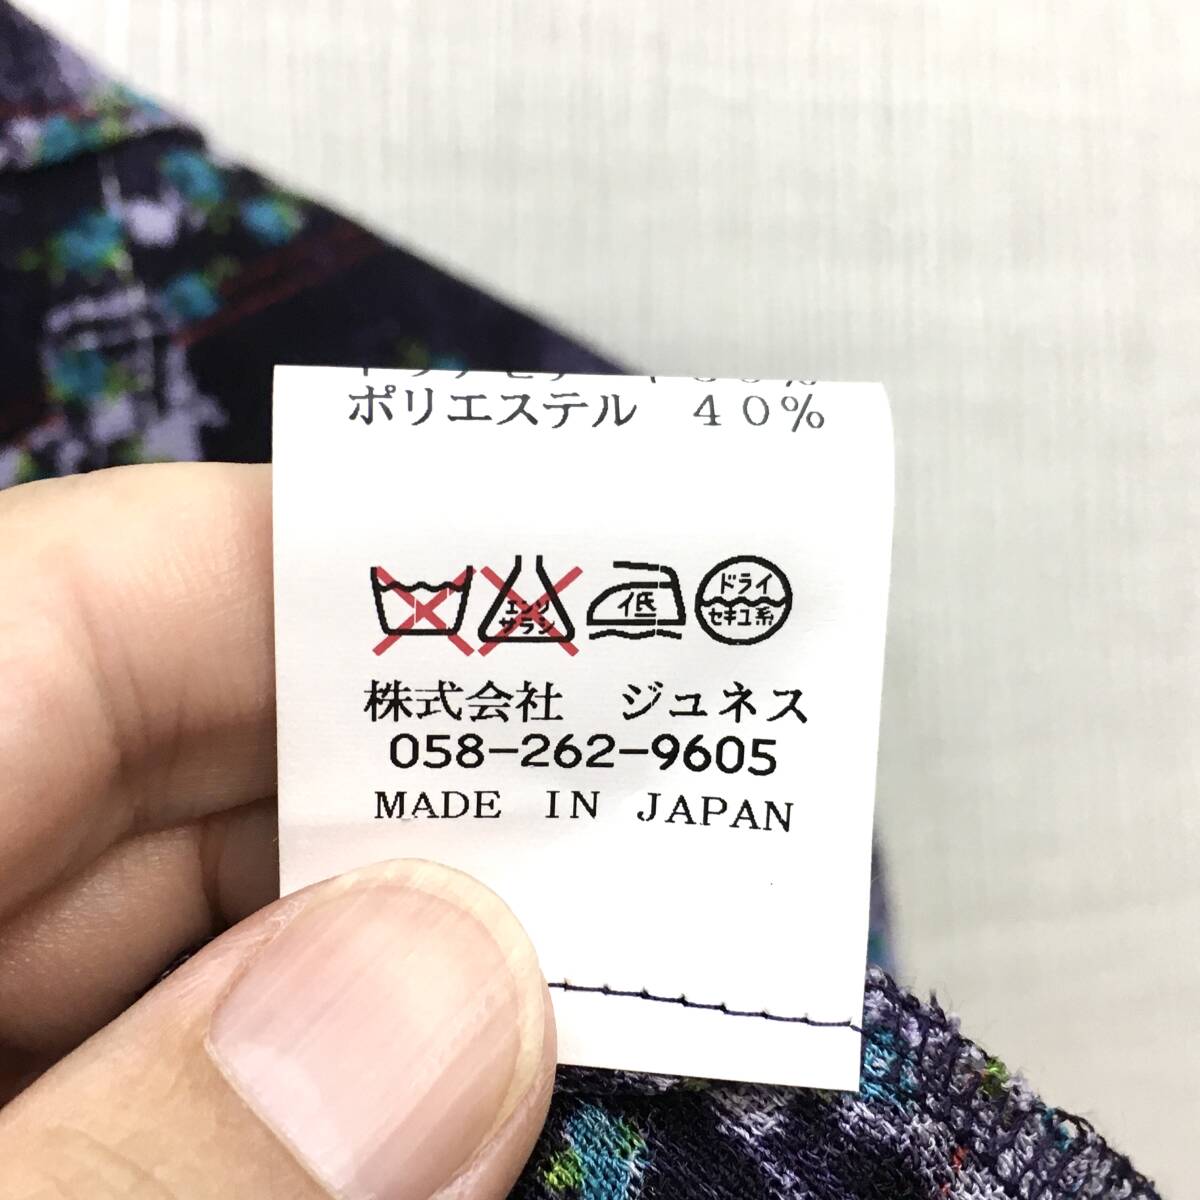 ポリエステル 40%
エンソ
サラシ
低
ドライ
セキユ系
株式会社 ジュネス
058-262-9605
MADE IN JAPAN